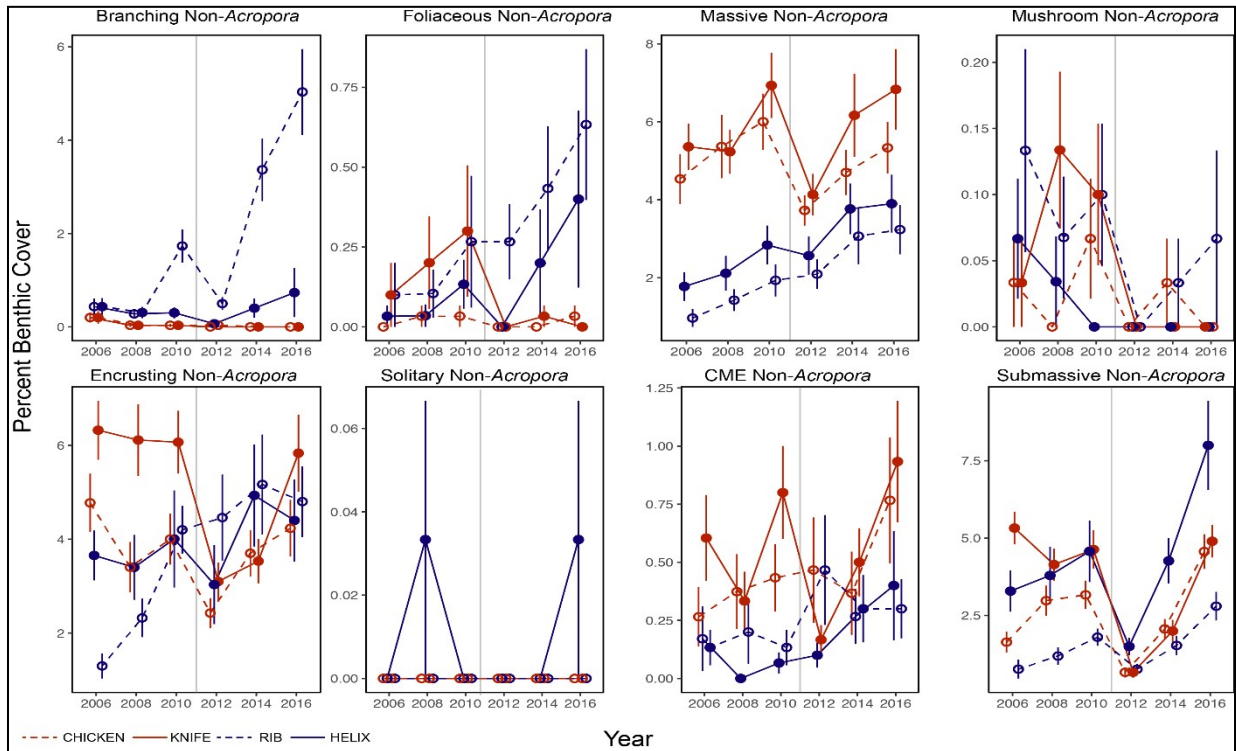 Branching Non-Acropora
Foliaceous Non-Acropora
Massive Non-Acropora
Mushroom Non-Acropora
6
4
2
0
0.75
0.50
0.25
0.00
8
6
4
2
0.20
0.15
0.10
0.05
0.00
2006 2008 2010 2012 2014 2016
2006 2008 2010 2012 2014 2016
2006 2008 2010 2012 2014 2016
2006 2008 2010 2012 2014 2016
Percent Benthic Cover
Encrusting Non-Acropora
Solitary Non-Acropora
CME Non-Acropora
Submassive Non-Acropora
6
4
2
0.06
0.04
0.02
0.00
1.25
1.00
0.75
0.50
0.25
0.00
7.5
5.0
2.5
2006 2008 2010 2012 2014 2016
2006 2008 2010 2012 2014 2016
2006 2008 2010 2012 2014 2016
2006 2008 2010 2012 2014 2016
CHICKEN KNIFE RIB HELIX
Year